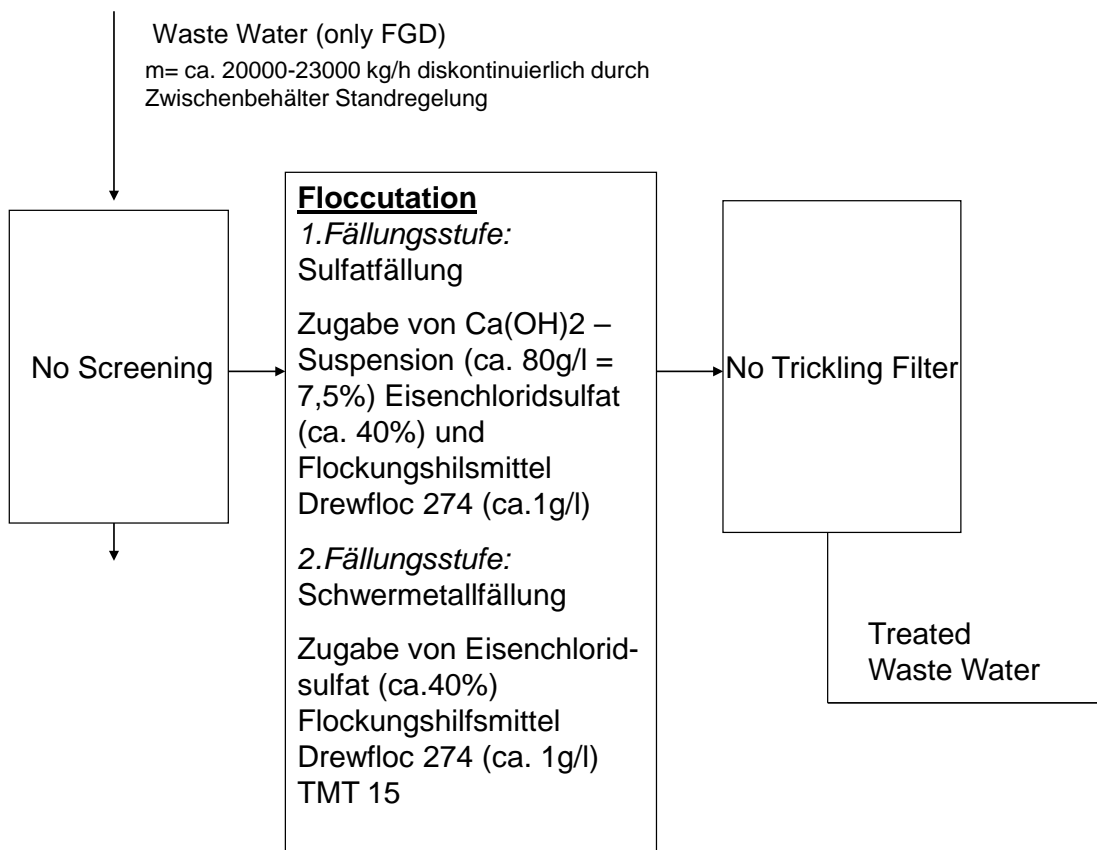 Waste Water (only FGD)
m= ca. 20000-23000 kg/h diskontinuierlich durch
Zwischenbehälter Standregelung
No Screening
Floccutation
1.Fällungsstufe:
Sulfatfällung
Zugabe von Ca(OH)2 –
Suspension (ca. 80g/l =
7,5%) Eisenchloridsulfat
(ca. 40%) und
Flockungshilsmittel
Drewfloc 274 (ca.1g/l)
2.Fällungsstufe:
Schwermetallfällung
Zugabe von Eisenchlorid-
sulfat (ca.40%)
Flockungshilfsmittel
Drewfloc 274 (ca. 1g/l)
TMT 15
No Trickling Filter
Treated
Waste Water